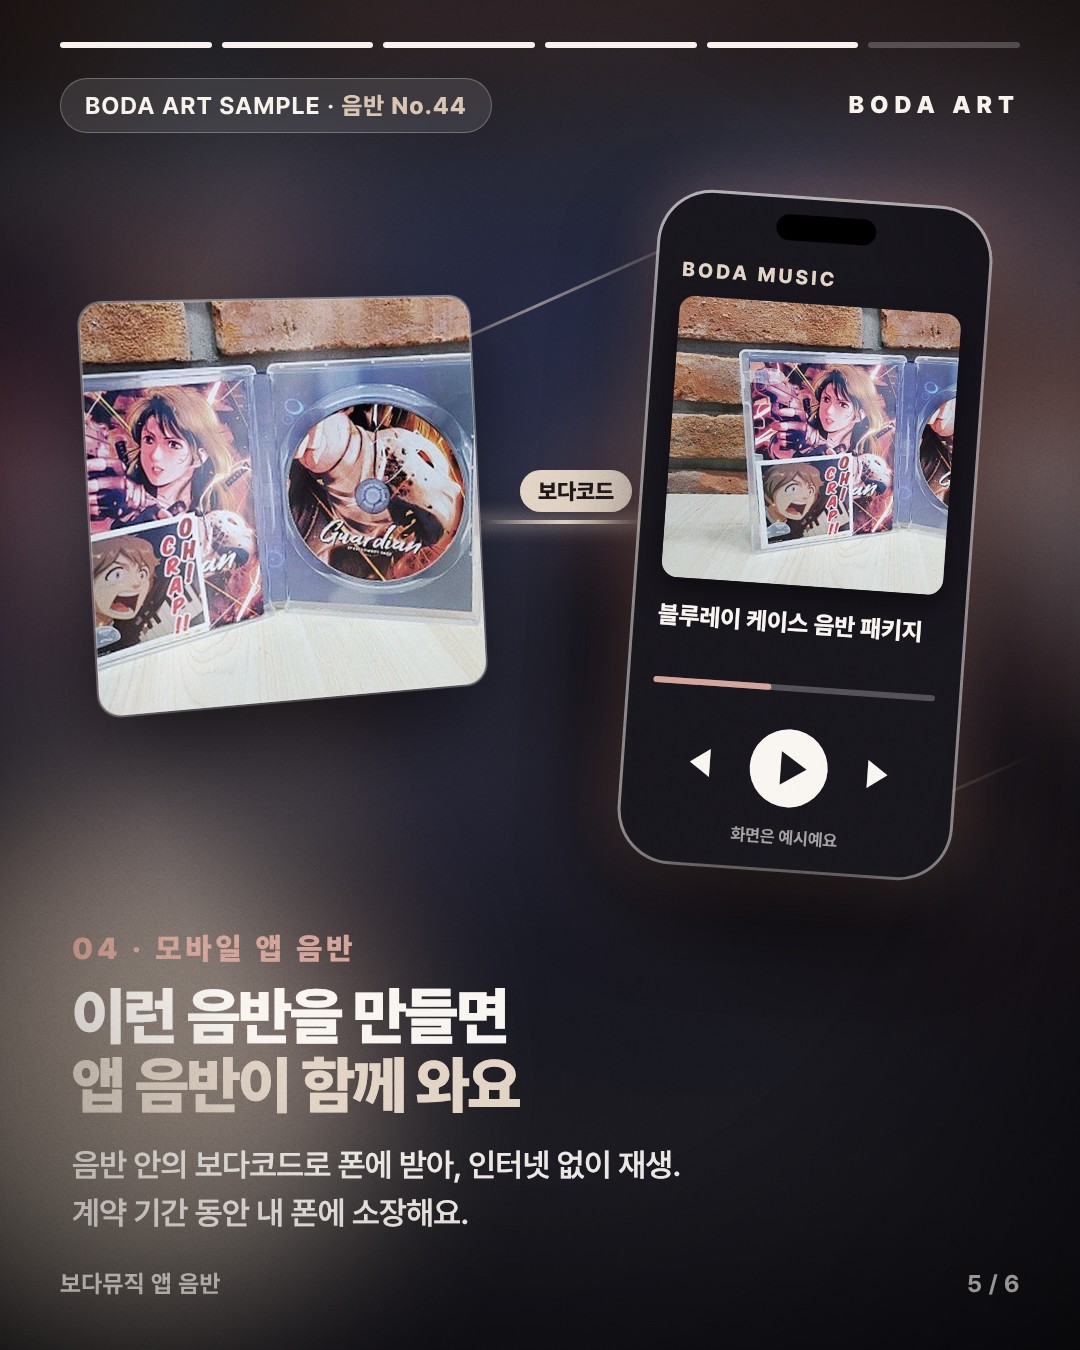 BODA ART SAMPLE · 음반 No.44
BODA ART
BODA MUSIC
OH! CRAP!!
an
Guardian
보다코드
OH! CRAP!!
an
블루레이 케이스 음반 패키지
화면은 예시예요
04 · 모바일 앱 음반
이런 음반을 만들면
앱 음반이 함께 와요
음반 안의 보다코드로 폰에 받아, 인터넷 없이 재생.
계약 기간 동안 내 폰에 소장해요.
보다뮤직 앱 음반
5 / 6